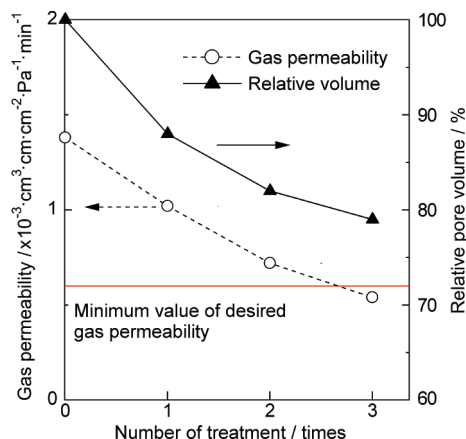 Gas permeability / x10⁻³·cm³·cm·cm⁻²·Pa⁻¹·min⁻¹
2
1
0
Gas permeability
Relative volume
Minimum value of desired
gas permeability
100
90
80
70
60
Relative pore volume / %
0 1 2 3
Number of treatment / times